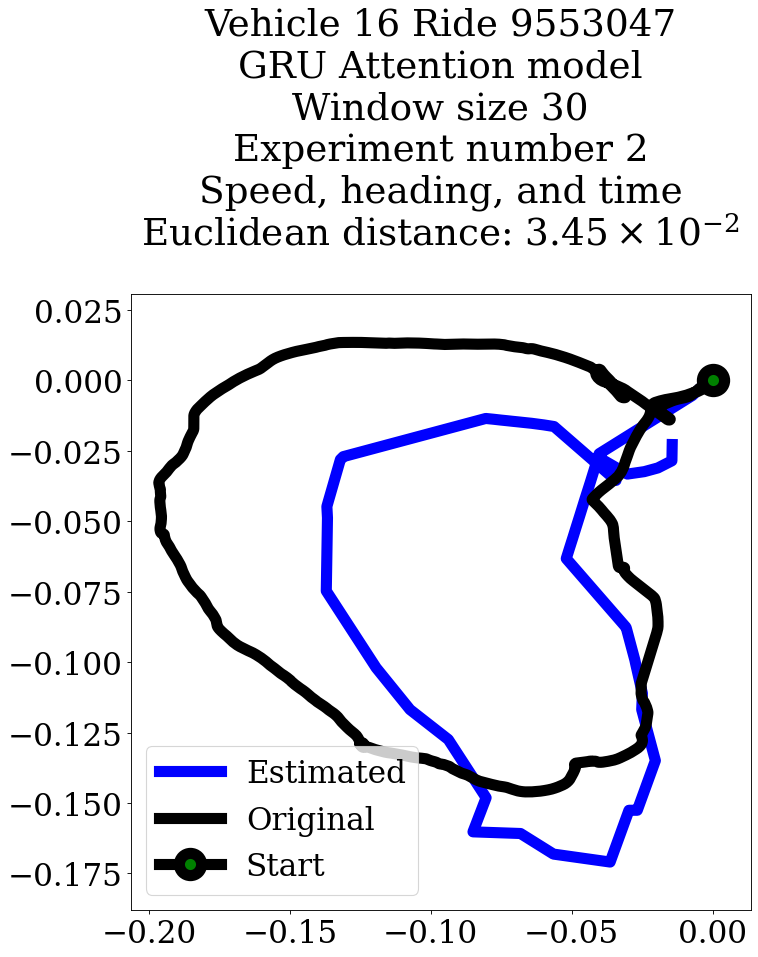 Vehicle 16 Ride 9553047
GRU Attention model
Window size 30
Experiment number 2
Speed, heading, and time
Euclidean distance: 3.45 × 10⁻²
0.025
0.000
−0.025
−0.050
−0.075
−0.100
−0.125
−0.150
−0.175
Estimated
Original
Start
−0.20 −0.15 −0.10 −0.05 0.00